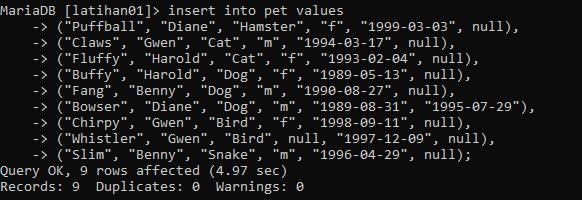 MariaDB [latihan01]> insert into pet values
    -> ("Puffball", "Diane", "Hamster", "f", "1999-03-03", null),
    -> ("Claws", "Gwen", "Cat", "m", "1994-03-17", null),
    -> ("Fluffy", "Harold", "Cat", "f", "1993-02-04", null),
    -> ("Buffy", "Harold", "Dog", "f", "1989-05-13", null),
    -> ("Fang", "Benny", "Dog", "m", "1990-08-27", null),
    -> ("Bowser", "Diane", "Dog", "m", "1989-08-31", "1995-07-29"),
    -> ("Chirpy", "Gwen", "Bird", "f", "1998-09-11", null),
    -> ("Whistler", "Gwen", "Bird", null, "1997-12-09", null),
    -> ("Slim", "Benny", "Snake", "m", "1996-04-29", null);
Query OK, 9 rows affected (4.97 sec)
Records: 9  Duplicates: 0  Warnings: 0